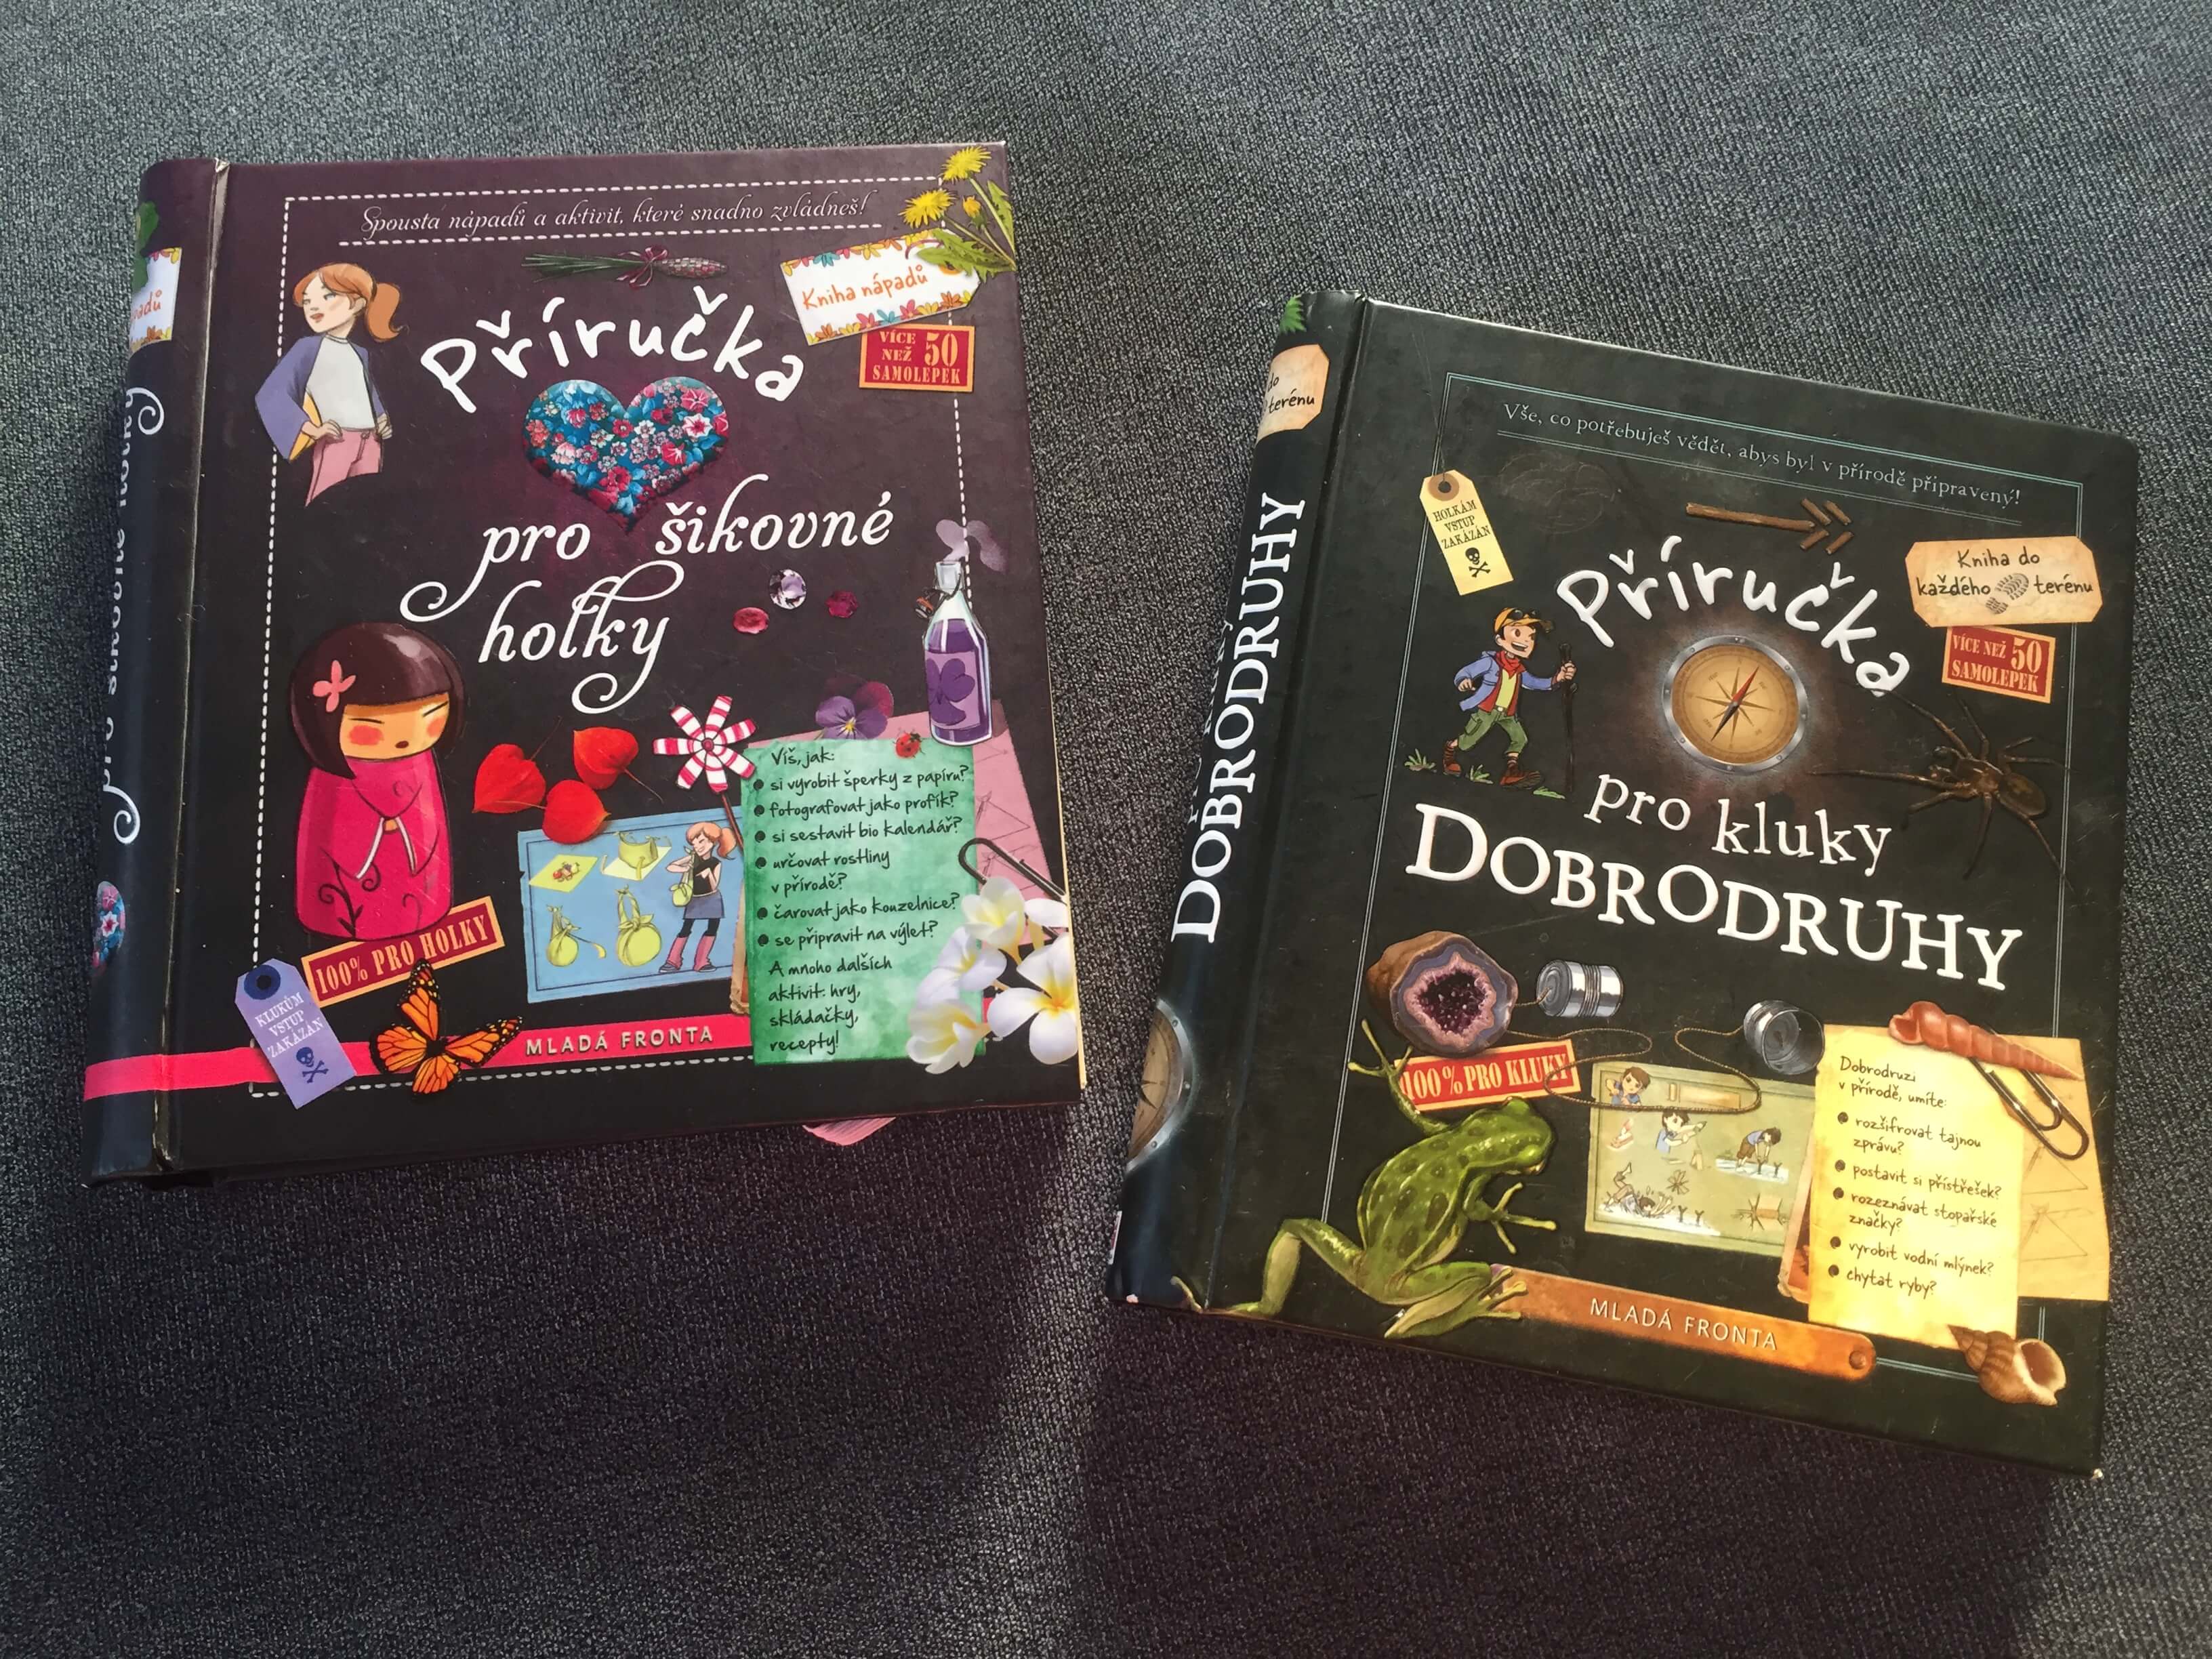 Spousta nápadů a aktivit, které snadno zvládneš!
Kniha nápadů
VÍCE
NEŽ 50
SAMOLEPEK
Příručka
pro šikovné
holky
Víš, jak:
si vyrobit šperky z papíru?
fotografovat jako profík?
si sestavit bio kalendář?
určovat rostliny
v přírodě?
čarovat jako kouzelnice?
se připravit na výlet?
A mnoho dalších
aktivit: hry,
skládačky,
recepty!
100% PRO HOLKY
KLUKŮM
VSTUP
ZAKÁZÁN
MLADÁ FRONTA
pro šikovné holky
do
terénu
DOBRODRUHY
Vše, co potřebuješ vědět, abys byl v přírodě připravený!
HOLKÁM
VSTUP
ZAKÁZÁN
Kniha do
každého terénu
VÍCE NEŽ 50
SAMOLEPEK
Příručka
pro kluky
DOBRODRUHY
100% PRO KLUKY
Dobrodruzi
v přírodě, umíte:
rozšifrovat tajnou
zprávu?
postavit si přístřešek?
rozeznávat stopařské
značky?
vyrobit vodní mlýnek?
chytat ryby?
MLADÁ FRONTA